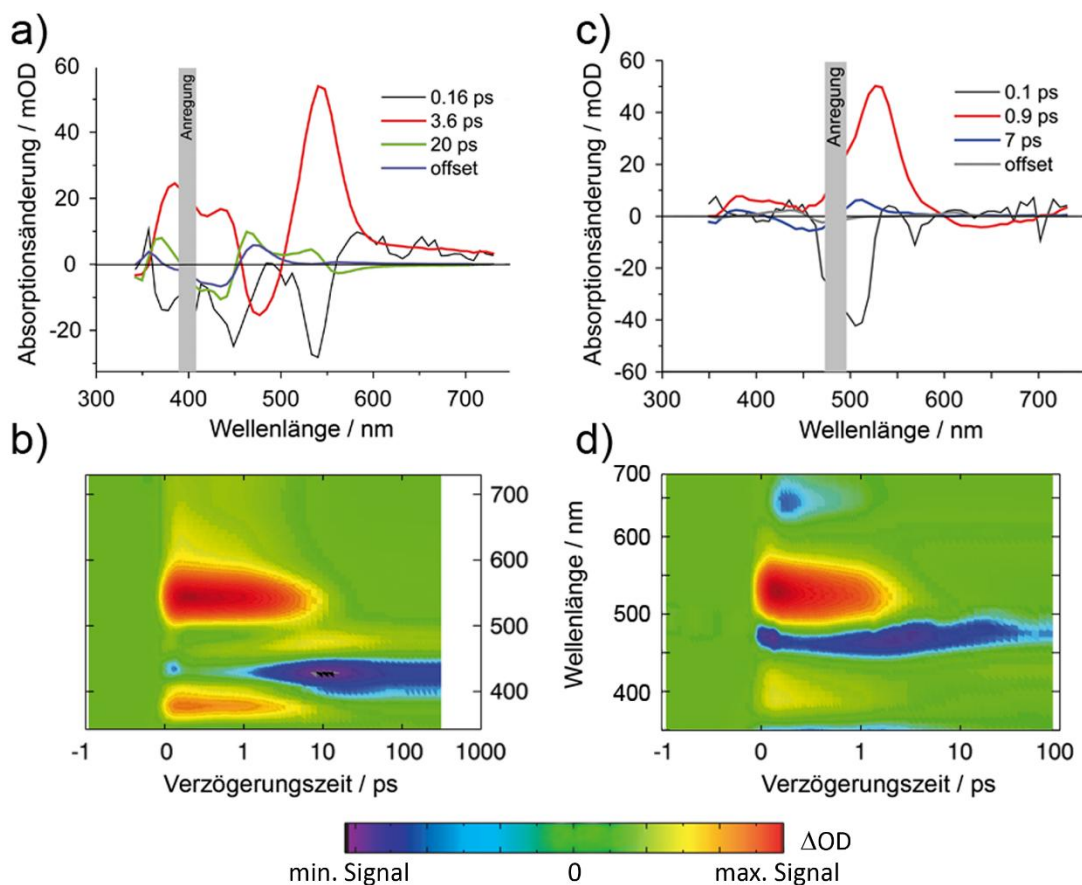 a)
Absorptionsänderung / mOD
60
40
20
0
-20
Anregung
0.16 ps
3.6 ps
20 ps
offset
300 400 500 600 700
Wellenlänge / nm
c)
Absorptionsänderung / mOD
60
40
20
0
-20
-40
-60
Anregung
0.1 ps
0.9 ps
7 ps
offset
300 400 500 600 700
Wellenlänge / nm
b)
700
600
500
400
Wellenlänge / nm
-1 0 1 10 100 1000
Verzögerungszeit / ps
d)
700
600
500
400
-1 0 1 10 100
Verzögerungszeit / ps
ΔOD
min. Signal 0 max. Signal